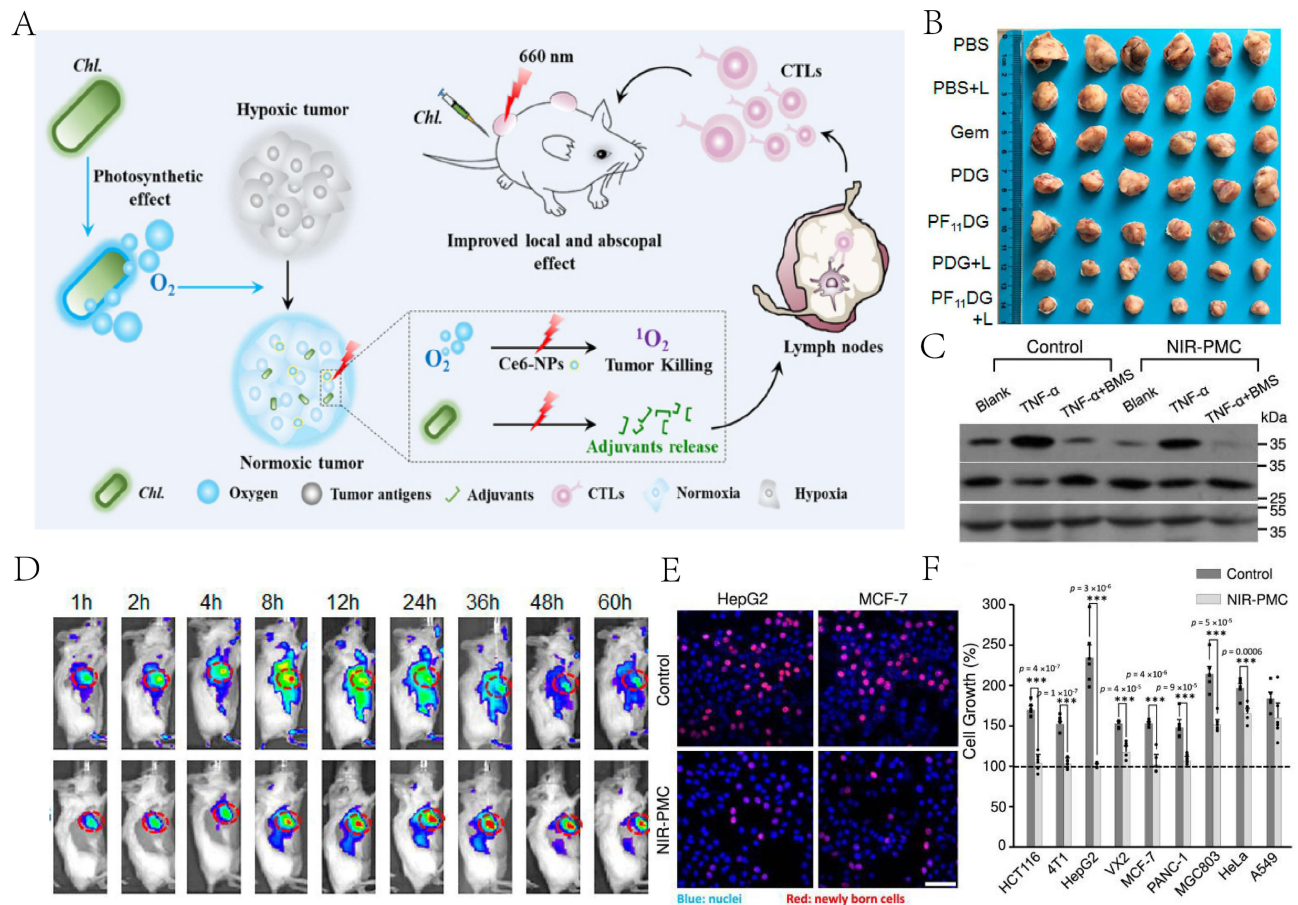 A
Chl.
Photosynthetic
effect
O2
Hypoxic tumor
Normoxic tumor
660 nm
Chl.
Improved local and abscopal
effect
CTLs
Lymph nodes
O2
Ce6-NPs
¹O2
Tumor Killing
Adjuvants release
Chl.
Oxygen
Tumor antigens
Adjuvants
CTLs
Normoxia
Hypoxia
B
PBS
PBS+L
Gem
PDG
PF11DG
PDG+L
PF11DG
+L
C
Control
NIR-PMC
Blank
TNF-α
TNF-α+BMS
Blank
TNF-α
TNF-α+BMS
kDa
35
35
25
55
35
D
1h 2h 4h 8h 12h 24h 36h 48h 60h
Control
NIR-PMC
E
HepG2 MCF-7
Control
NIR-PMC
Blue: nuclei Red: newly born cells
F
Control
NIR-PMC
Cell Growth (%)
300
250
200
150
100
50
0
p = 4 ×10⁻⁷
***
p = 1 ×10⁻⁷
***
p = 3 ×10⁻⁶
***
p = 4 ×10⁻⁵
***
p = 4 ×10⁻⁶
***
p = 9 ×10⁻⁵
***
p = 5 ×10⁻⁵
***
p = 0.0006
***
HCT116
4T1
HepG2
VX2
MCF-7
PANC-1
MGC803
HeLa
A549